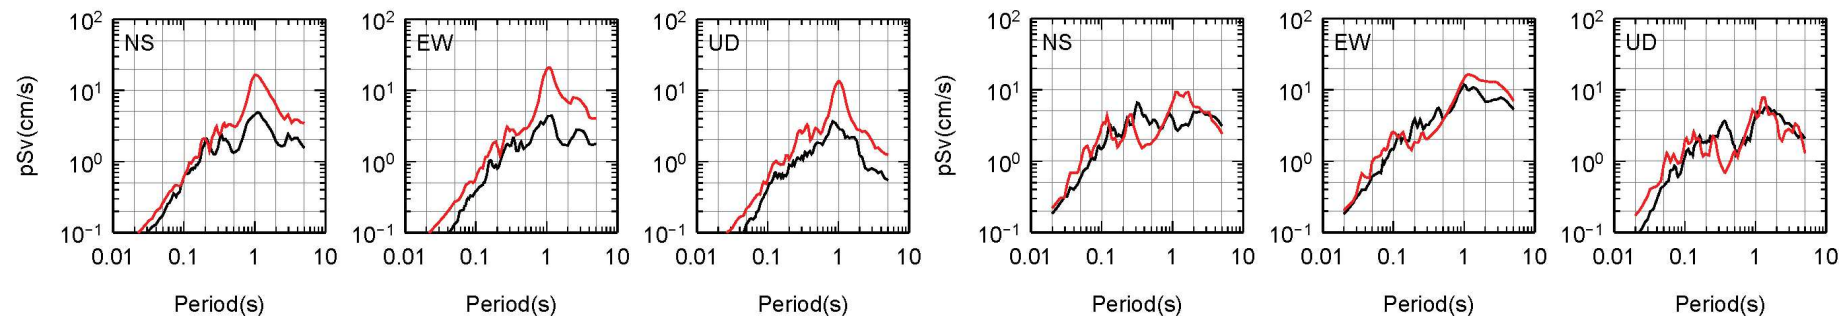 10² 10² 10² 10² 10² 10²
NS EW UD NS EW UD
10¹ 10¹ 10¹ 10¹ 10¹ 10¹
pSv(cm/s) pSv(cm/s)
10⁰ 10⁰ 10⁰ 10⁰ 10⁰ 10⁰
10⁻¹ 10⁻¹ 10⁻¹ 10⁻¹ 10⁻¹ 10⁻¹
0.01 0.1 1 10 0.01 0.1 1 10 0.01 0.1 1 10 0.01 0.1 1 10 0.01 0.1 1 10 0.01 0.1 1 10
Period(s) Period(s) Period(s) Period(s) Period(s) Period(s)